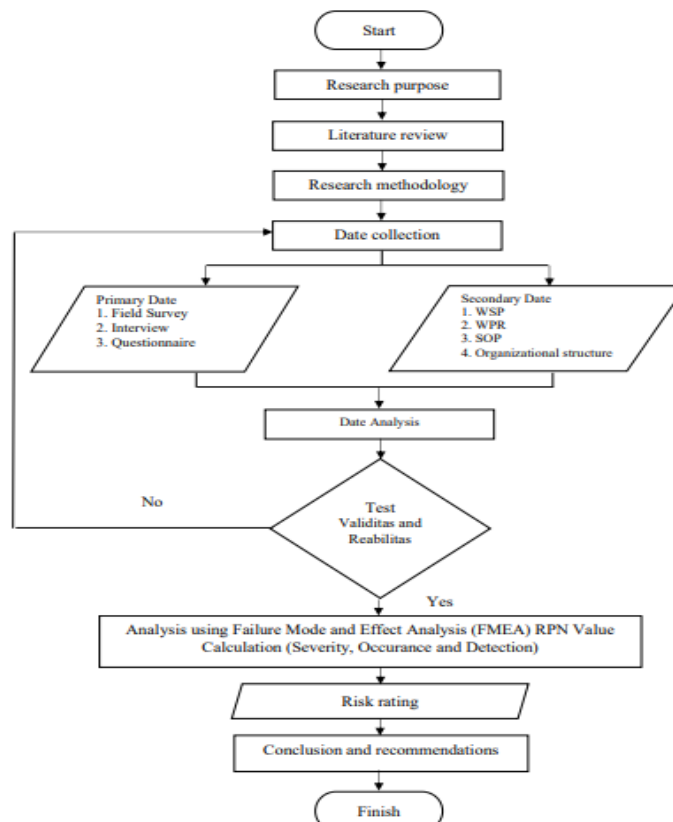 Start
Research purpose
Literature review
Research methodology
Date collection
Primary Date
1. Field Survey
2. Interview
3. Questionnaire
Secondary Date
1. WSP
2. WPR
3. SOP
4. Organizational structure
Date Analysis
Test
Validitas and
Reabilitas
No
Yes
Analysis using Failure Mode and Effect Analysis (FMEA) RPN Value
Calculation (Severity, Occurance and Detection)
Risk rating
Conclusion and recommendations
Finish